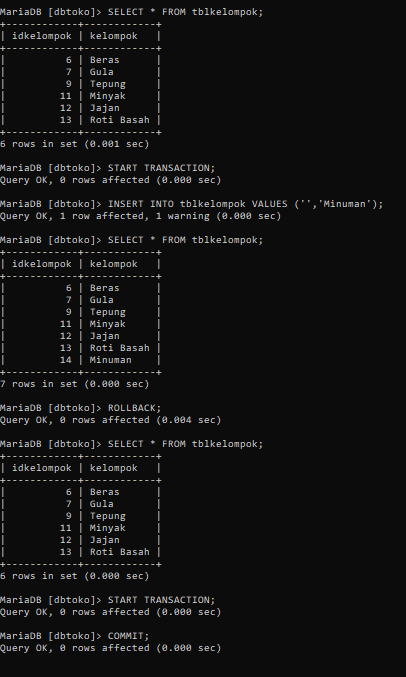 MariaDB [dbtoko]> SELECT * FROM tblkelompok;
+------------+------------+
| idkelompok | kelompok   |
+------------+------------+
|          6 | Beras      |
|          7 | Gula       |
|          9 | Tepung     |
|         11 | Minyak     |
|         12 | Jajan      |
|         13 | Roti Basah |
+------------+------------+
6 rows in set (0.001 sec)

MariaDB [dbtoko]> START TRANSACTION;
Query OK, 0 rows affected (0.000 sec)

MariaDB [dbtoko]> INSERT INTO tblkelompok VALUES ('','Minuman');
Query OK, 1 row affected, 1 warning (0.000 sec)

MariaDB [dbtoko]> SELECT * FROM tblkelompok;
+------------+------------+
| idkelompok | kelompok   |
+------------+------------+
|          6 | Beras      |
|          7 | Gula       |
|          9 | Tepung     |
|         11 | Minyak     |
|         12 | Jajan      |
|         13 | Roti Basah |
|         14 | Minuman    |
+------------+------------+
7 rows in set (0.000 sec)

MariaDB [dbtoko]> ROLLBACK;
Query OK, 0 rows affected (0.004 sec)

MariaDB [dbtoko]> SELECT * FROM tblkelompok;
+------------+------------+
| idkelompok | kelompok   |
+------------+------------+
|          6 | Beras      |
|          7 | Gula       |
|          9 | Tepung     |
|         11 | Minyak     |
|         12 | Jajan      |
|         13 | Roti Basah |
+------------+------------+
6 rows in set (0.000 sec)

MariaDB [dbtoko]> START TRANSACTION;
Query OK, 0 rows affected (0.000 sec)

MariaDB [dbtoko]> COMMIT;
Query OK, 0 rows affected (0.000 sec)